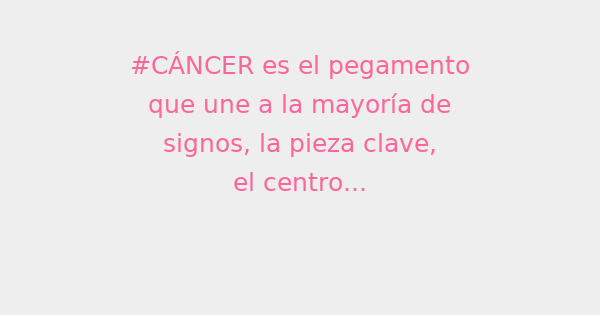 #CÁNCER es el pegamento
que une a la mayoría de
signos, la pieza clave,
el centro...